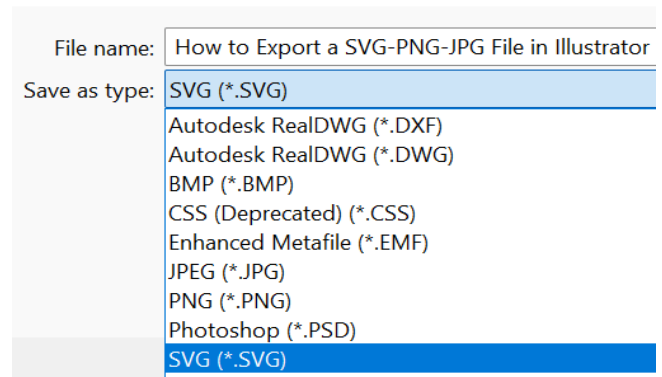 File name: How to Export a SVG-PNG-JPG File in Illustrator
Save as type: SVG (*.SVG)
Autodesk RealDWG (*.DXF)
Autodesk RealDWG (*.DWG)
BMP (*.BMP)
CSS (Deprecated) (*.CSS)
Enhanced Metafile (*.EMF)
JPEG (*.JPG)
PNG (*.PNG)
Photoshop (*.PSD)
SVG (*.SVG)